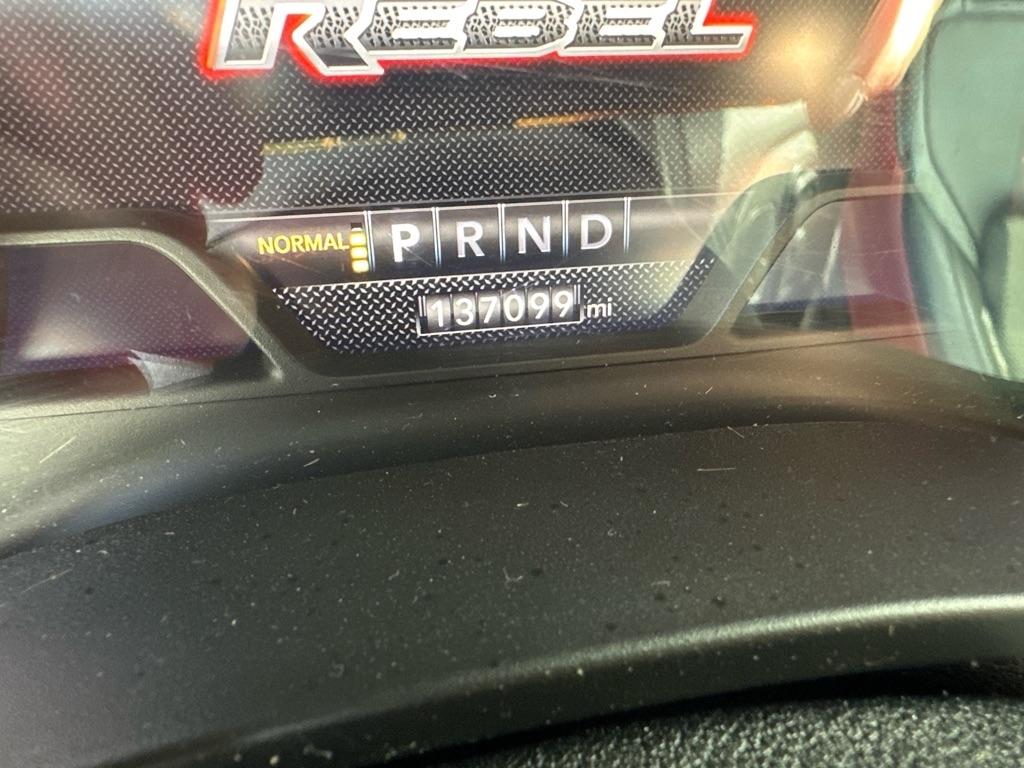 REBEL
NORMAL P R N D
137099 mi